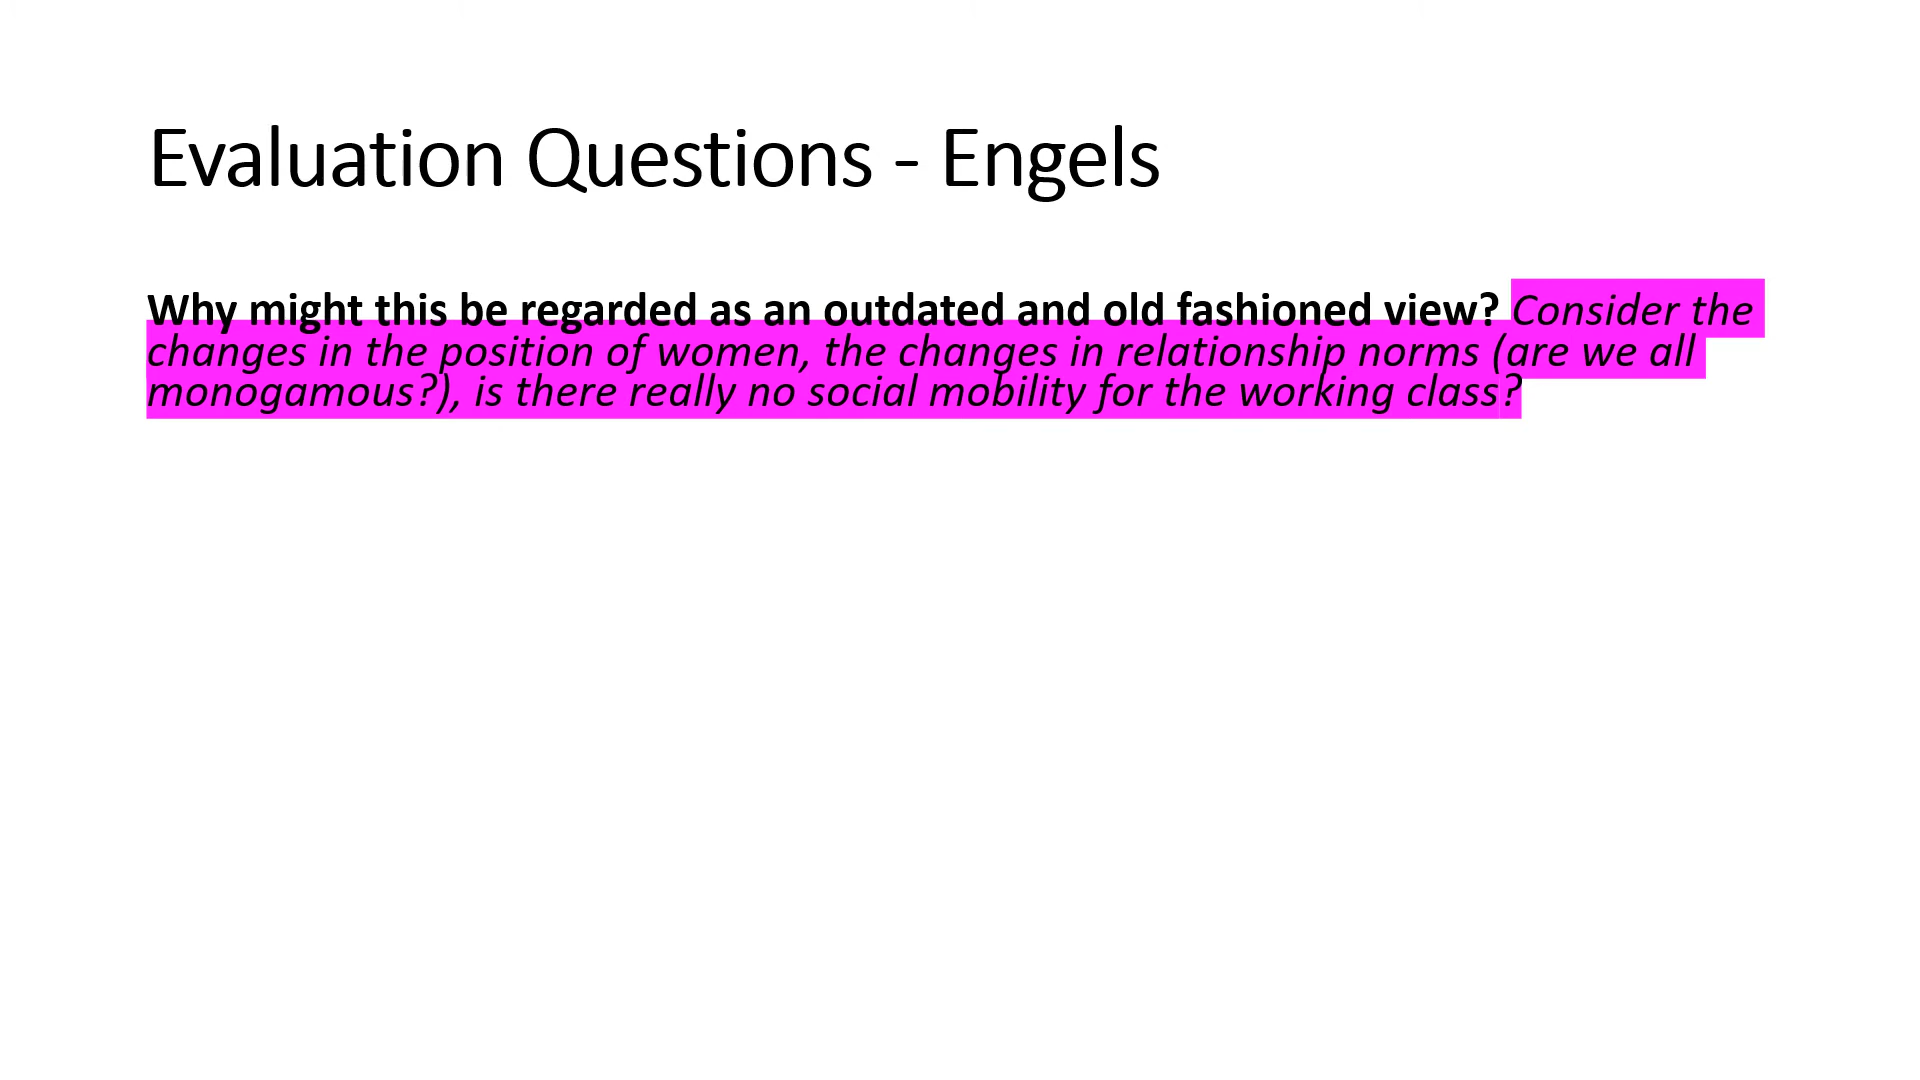 Evaluation Questions - Engels
Why might this be regarded as an outdated and old fashioned view? Consider the
changes in the position of women, the changes in relationship norms (are we all
monogamous?), is there really no social mobility for the working class?